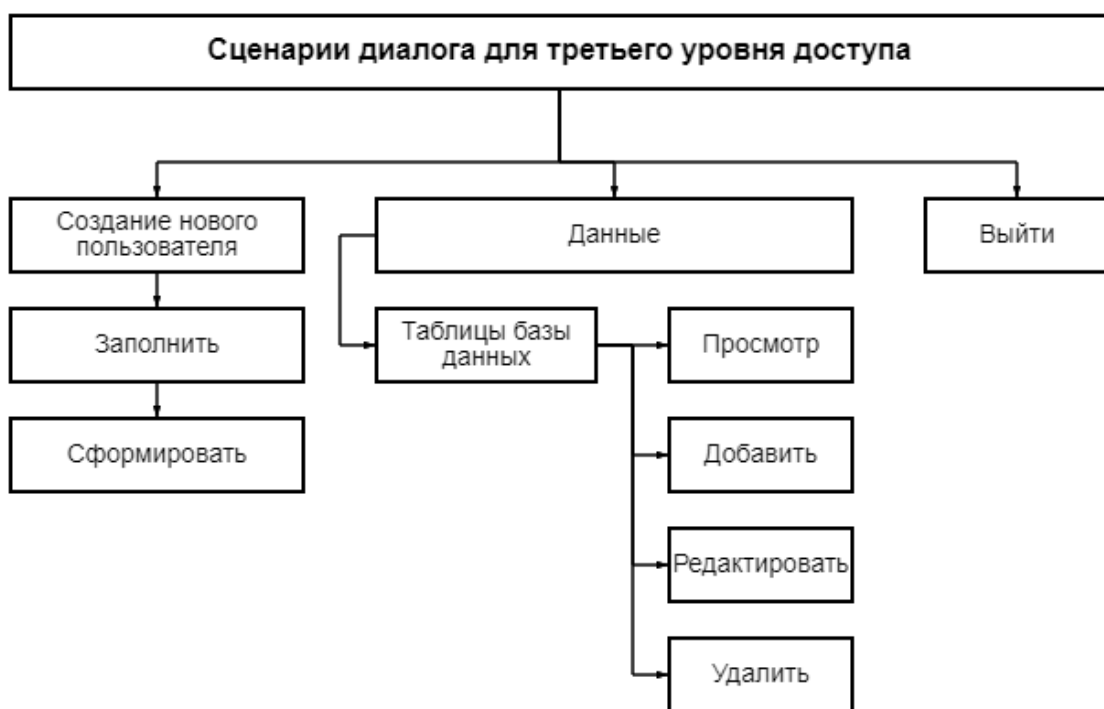 Сценарии диалога для третьего уровня доступа
Создание нового
пользователя
Данные
Выйти
Заполнить
Таблицы базы
данных
Просмотр
Сформировать
Добавить
Редактировать
Удалить